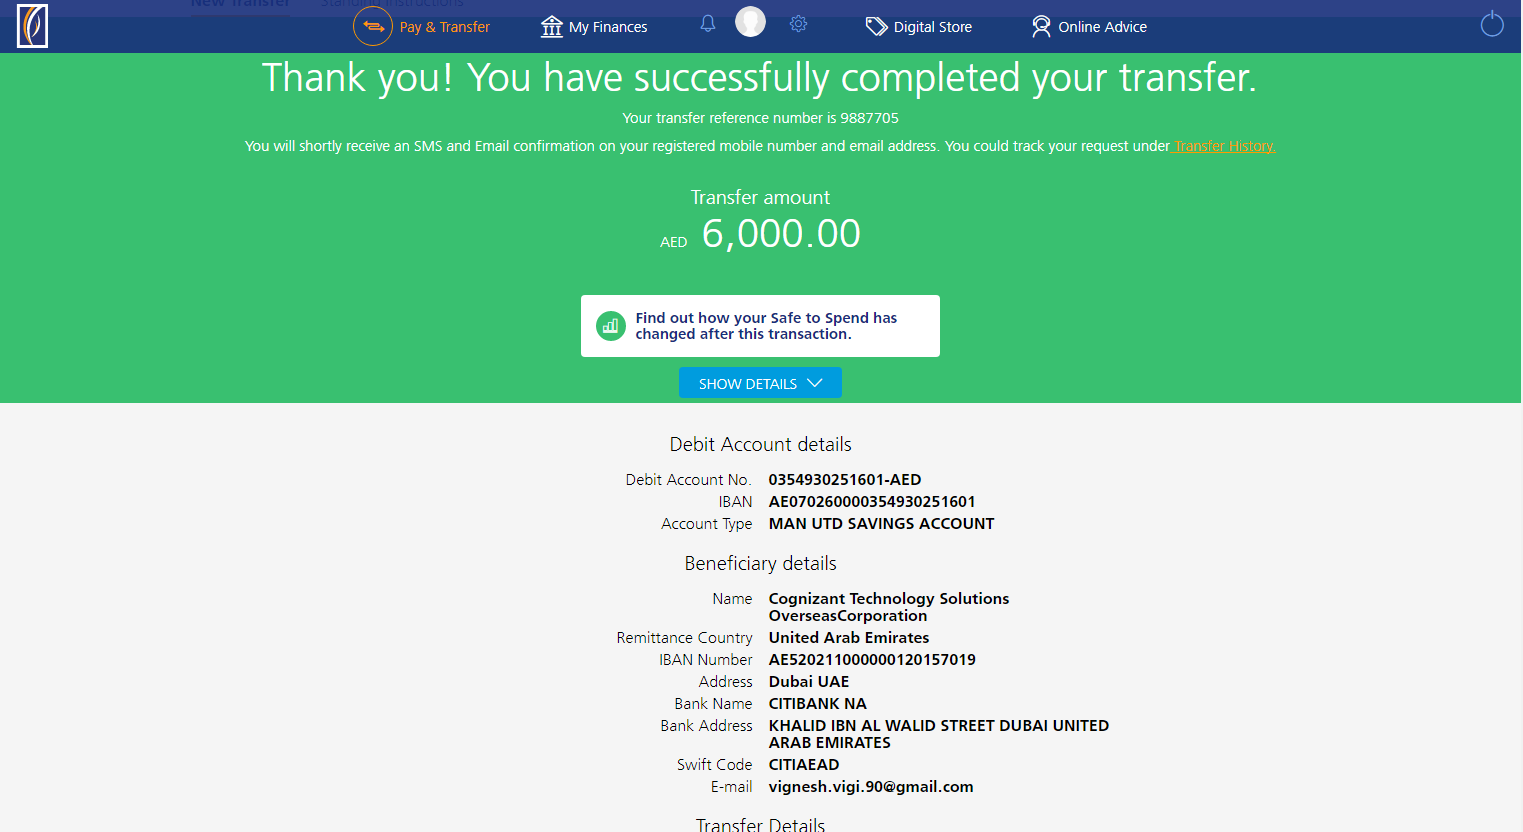 New Transfer Standing Instructions
Pay & Transfer My Finances Digital Store Online Advice
Thank you! You have successfully completed your transfer.
Your transfer reference number is 9887705
You will shortly receive an SMS and Email confirmation on your registered mobile number and email address. You could track your request under Transfer History.
Transfer amount
AED 6,000.00
Find out how your Safe to Spend has
changed after this transaction.
SHOW DETAILS
Debit Account details
Debit Account No. 0354930251601-AED
IBAN AE070260000354930251601
Account Type MAN UTD SAVINGS ACCOUNT
Beneficiary details
Name Cognizant Technology Solutions
OverseasCorporation
Remittance Country United Arab Emirates
IBAN Number AE520211000000120157019
Address Dubai UAE
Bank Name CITIBANK NA
Bank Address KHALID IBN AL WALID STREET DUBAI UNITED
ARAB EMIRATES
Swift Code CITIAEAD
E-mail vignesh.vigi.90@gmail.com
Transfer Details